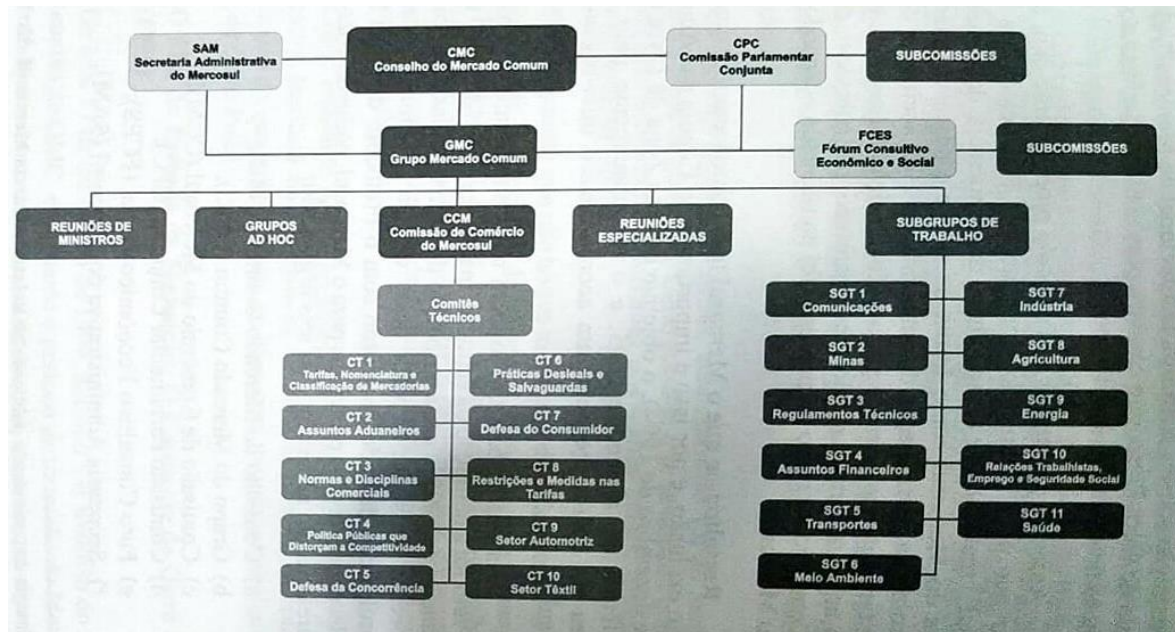 SAM
Secretaria Administrativa
do Mercosul
CMC
Conselho do Mercado Comum
CPC
Comissão Parlamentar
Conjunta
SUBCOMISSÕES
GMC
Grupo Mercado Comum
FCES
Fórum Consultivo
Econômico e Social
SUBCOMISSÕES
REUNIÕES DE
MINISTROS
GRUPOS
AD HOC
CCM
Comissão de Comércio
do Mercosul
REUNIÕES
ESPECIALIZADAS
SUBGRUPOS DE
TRABALHO
Comitês
Técnicos
CT 1
Tarifas, Nomenclatura e
Classificação de Mercadorias
CT 6
Práticas Desleais e
Salvaguardas
CT 2
Assuntos Aduaneiros
CT 7
Defesa do Consumidor
CT 3
Normas e Disciplinas
Comerciais
CT 8
Restrições e Medidas nas
Tarifas
CT 4
Política Públicas que
Distorçam a Competitividade
CT 9
Setor Automotriz
CT 5
Defesa da Concorrência
CT 10
Setor Têxtil
SGT 1
Comunicações
SGT 7
Indústria
SGT 2
Minas
SGT 8
Agricultura
SGT 3
Regulamentos Técnicos
SGT 9
Energia
SGT 4
Assuntos Financeiros
SGT 10
Relações Trabalhistas,
Emprego e Seguridade Social
SGT 5
Transportes
SGT 11
Saúde
SGT 6
Meio Ambiente